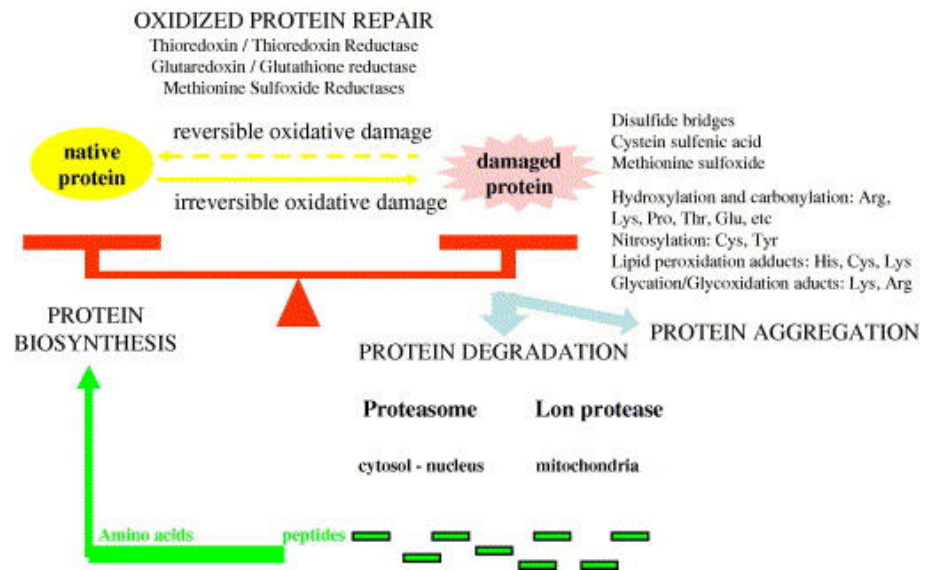 OXIDIZED PROTEIN REPAIR
Thioredoxin / Thioredoxin Reductase
Glutaredoxin / Glutathione reductase
Methionine Sulfoxide Reductases
reversible oxidative damage
native
protein
damaged
protein
irreversible oxidative damage
Disulfide bridges
Cystein sulfenic acid
Methionine sulfoxide
Hydroxylation and carbonylation: Arg,
Lys, Pro, Thr, Glu, etc
Nitrosylation: Cys, Tyr
Lipid peroxidation adducts: His, Cys, Lys
Glycation/Glycoxidation aducts: Lys, Arg
PROTEIN
BIOSYNTHESIS
PROTEIN DEGRADATION
PROTEIN AGGREGATION
Proteasome
Lon protease
cytosol - nucleus
mitochondria
Amino acids
peptides